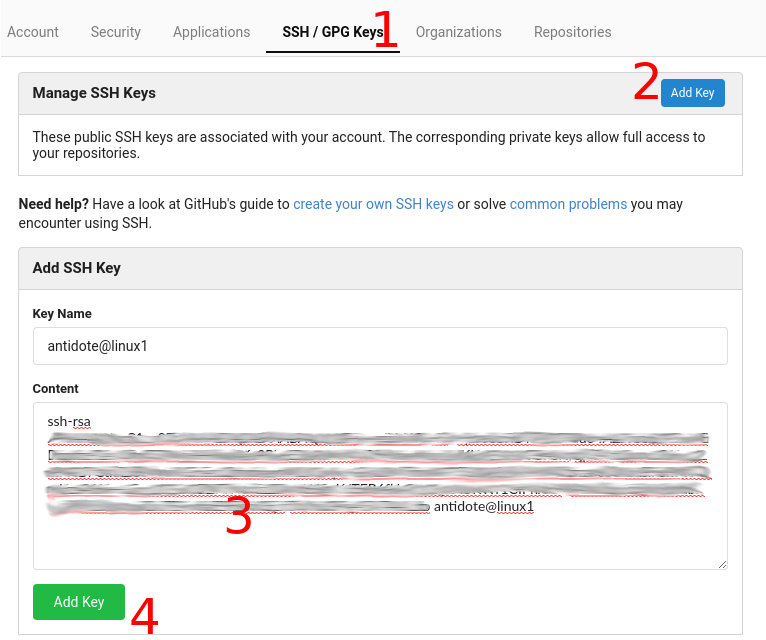 Account Security Applications SSH / GPG Keys 1 Organizations Repositories
Manage SSH Keys 2 Add Key
These public SSH keys are associated with your account. The corresponding private keys allow full access to
your repositories.
Need help? Have a look at GitHub's guide to create your own SSH keys or solve common problems you may
encounter using SSH.
Add SSH Key
Key Name
antidote@linux1
Content
ssh-rsa
antidote@linux1
3
Add Key 4